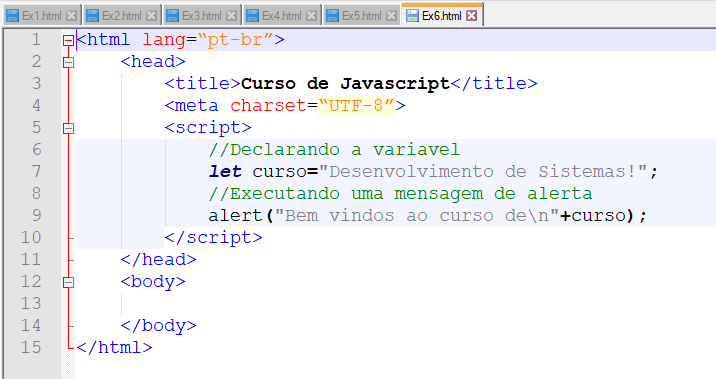 Ex1.html Ex2.html Ex3.html Ex4.html Ex5.html Ex6.html
1 <html lang=“pt-br”>
2 <head>
3 <title>Curso de Javascript</title>
4 <meta charset=“UTF-8”>
5 <script>
6 //Declarando a variavel
7 let curso="Desenvolvimento de Sistemas!";
8 //Executando uma mensagem de alerta
9 alert("Bem vindos ao curso de\n"+curso);
10 </script>
11 </head>
12 <body>
13
14 </body>
15 </html>